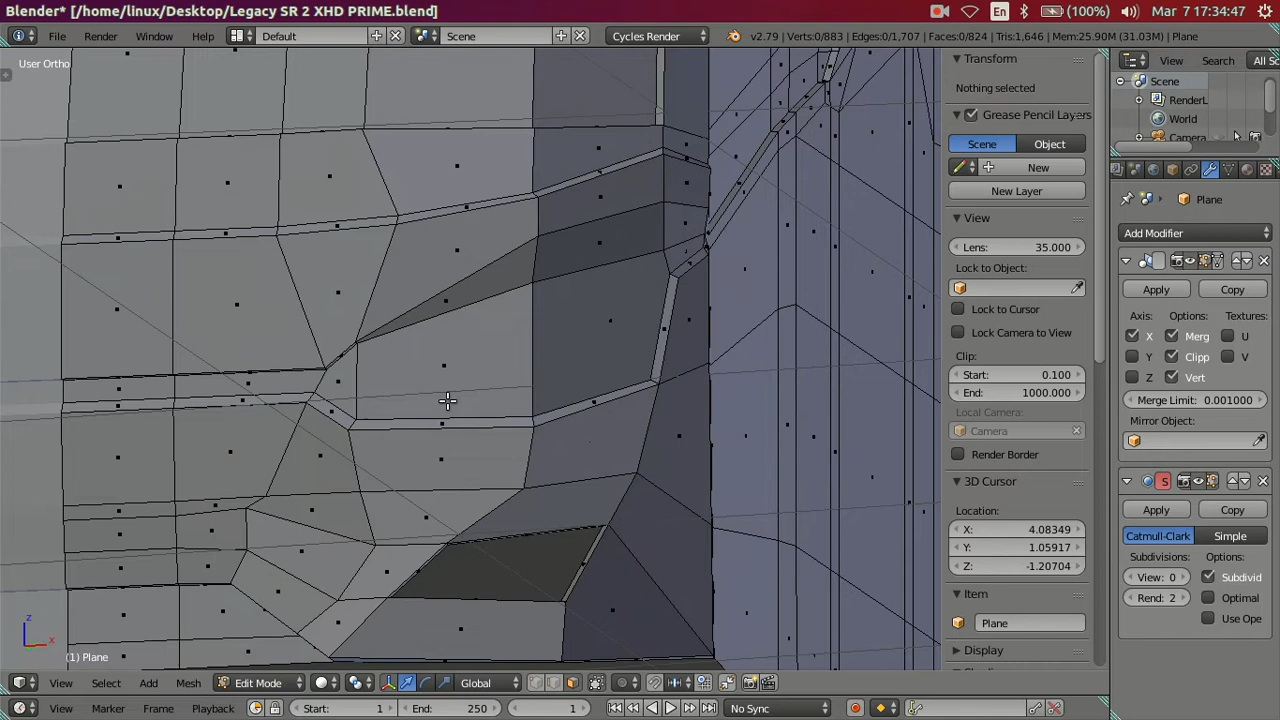 Blender* [/home/linux/Desktop/Legacy SR 2 XHD PRIME.blend]
En (100%) Mar 7 17:34:47
File Render Window Help Default Scene Cycles Render v2.79 | Verts:0/883 | Edges:0/1,707 | Faces:0/824 | Tris:1,646 | Mem:25.90M (31.03M) | Plane
User Ortho
Transform
Nothing selected
Grease Pencil Layers
Scene Object
New
New Layer
View
Lens: 35.000
Lock to Object:
Lock to Cursor
Lock Camera to View
Clip:
Start: 0.100
End: 1000.000
Local Camera:
Camera
Render Border
3D Cursor
Location:
X: 4.08349
Y: 1.05917
Z: -1.20704
Item
Plane
Display
View Search All Sc
Scene
RenderL
World
Camera
Plane
Add Modifier
Apply Copy
Axis: Options: Textures:
X Merg U
Y Clipp V
Z Vert
Merge Limit: 0.001000
Mirror Object:
S
Apply Copy
Catmull-Clark Simple
Subdivisions: Options:
View: 0 Subdivid
Rend: 2 Optimal
Use Ope
z
x
(1) Plane
View Select Add Mesh Edit Mode Global
View Marker Frame Playback Start: 1 End: 250 1 No Sync